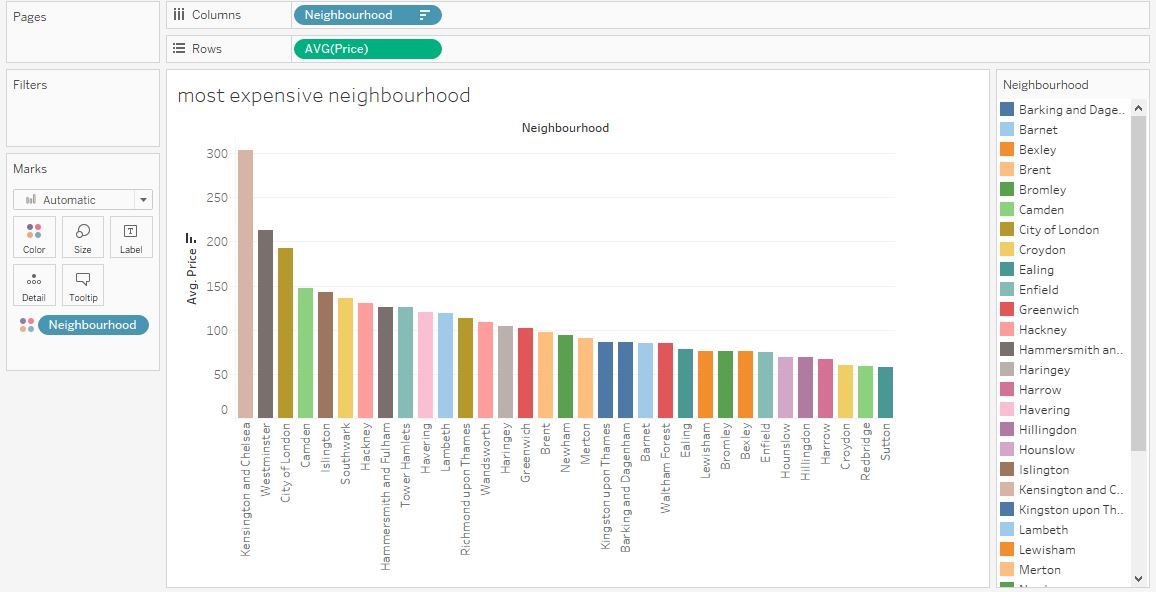 Pages
Columns
Neighbourhood
Rows
AVG(Price)
Filters
Marks
Automatic
Color
Size
Label
Detail
Tooltip
Neighbourhood
most expensive neighbourhood
Neighbourhood
Avg. Price
300
250
200
150
100
50
0
Kensington and Chelsea
Westminster
City of London
Camden
Islington
Southwark
Hackney
Hammersmith and Fulham
Tower Hamlets
Havering
Lambeth
Richmond upon Thames
Wandsworth
Haringey
Greenwich
Brent
Newham
Merton
Kingston upon Thames
Barking and Dagenham
Barnet
Waltham Forest
Ealing
Lewisham
Bromley
Bexley
Enfield
Hounslow
Hillingdon
Harrow
Croydon
Redbridge
Sutton
Neighbourhood
Barking and Dage..
Barnet
Bexley
Brent
Bromley
Camden
City of London
Croydon
Ealing
Enfield
Greenwich
Hackney
Hammersmith an..
Haringey
Harrow
Havering
Hillingdon
Hounslow
Islington
Kensington and C..
Kingston upon Th..
Lambeth
Lewisham
Merton